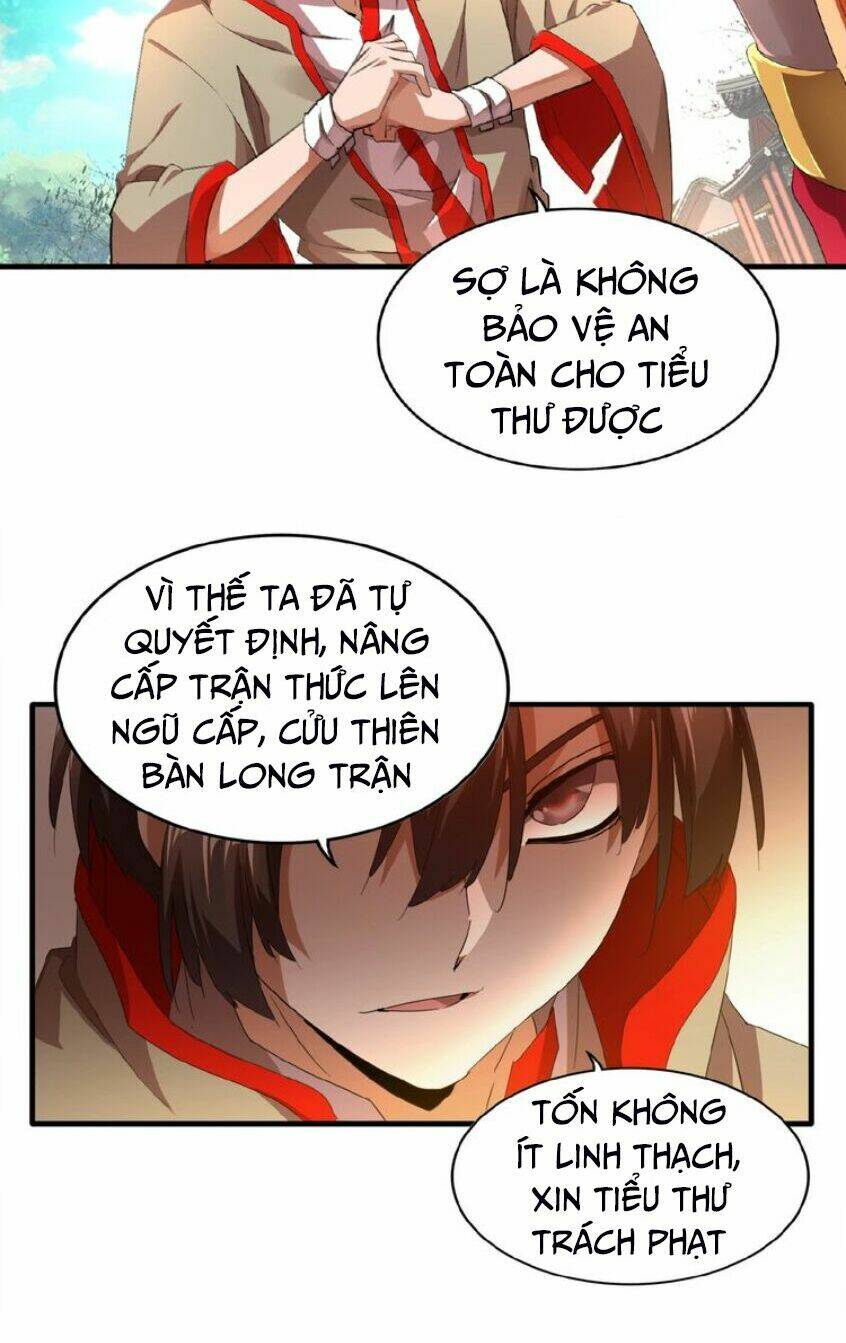 SỢ LÀ KHÔNG
BẢO VỆ AN
TOÀN CHO TIỂU
THƯ ĐƯỢC
VÌ THẾ TA ĐÃ TỰ
QUYẾT ĐỊNH, NÂNG
CẤP TRẬN THỨC LÊN
NGŨ CẤP, CỬU THIÊN
BÀN LONG TRẬN
TỐN KHÔNG
ÍT LINH THẠCH,
XIN TIỂU THƯ
TRÁCH PHẠT